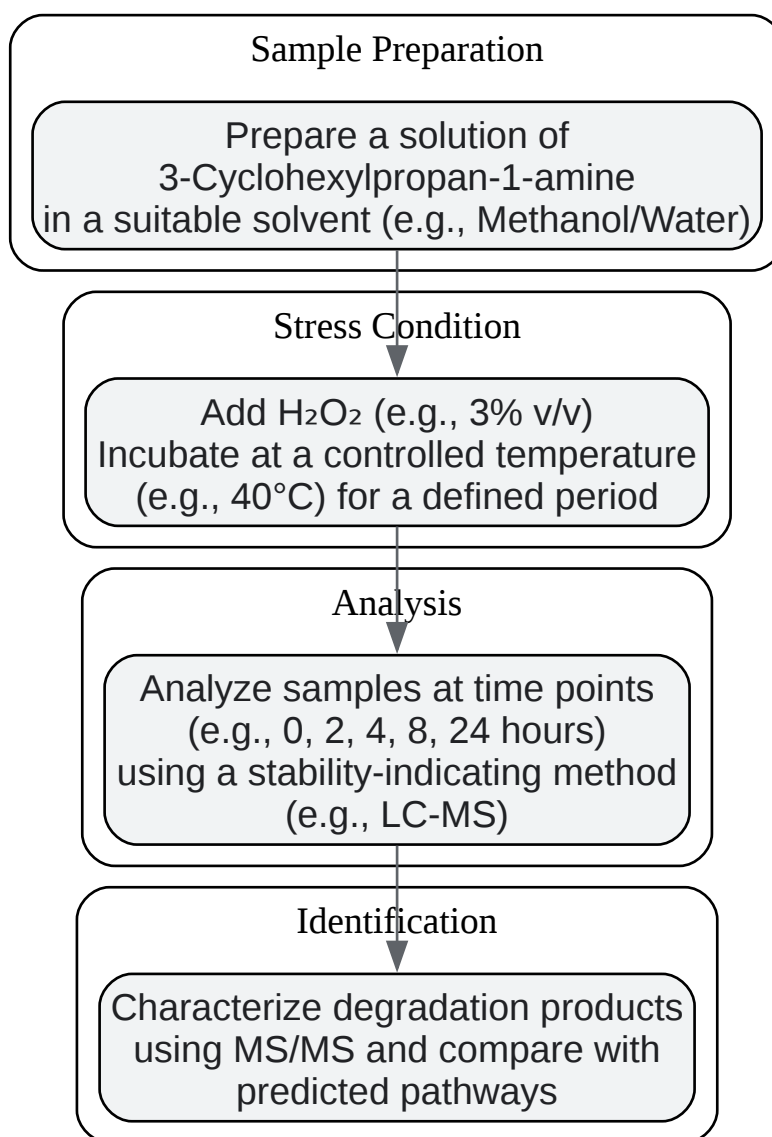 Sample Preparation
Prepare a solution of
3-Cyclohexylpropan-1-amine
in a suitable solvent (e.g., Methanol/Water)
Stress Condition
Add H₂O₂ (e.g., 3% v/v)
Incubate at a controlled temperature
(e.g., 40°C) for a defined period
Analysis
Analyze samples at time points
(e.g., 0, 2, 4, 8, 24 hours)
using a stability-indicating method
(e.g., LC-MS)
Identification
Characterize degradation products
using MS/MS and compare with
predicted pathways